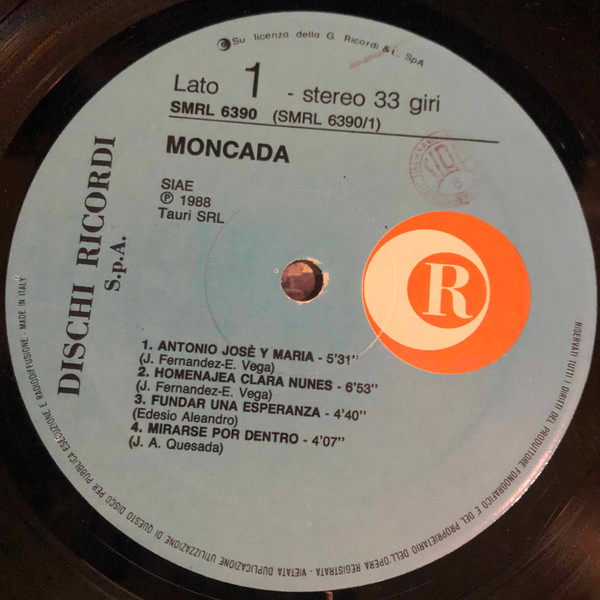 Su licenza della G. Ricordi & C. SpA
Lato 1 - stereo 33 giri
SMRL 6390 (SMRL 6390/1)
MONCADA
SIAE
℗ 1988
Tauri SRL
DISCHI RICORDI
S.p.A.
R
1. ANTONIO JOSÈ Y MARIA - 5'31"
(J. Fernandez-E. Vega)
2. HOMENAJEA CLARA NUNES - 6'53"
(J. Fernandez-E. Vega)
3. FUNDAR UNA ESPERANZA - 4'40"
(Edesio Aleandro)
4. MIRARSE POR DENTRO - 4'07"
(J. A. Quesada)
RISERVATI TUTTI I DIRITTI DEL PRODUTTORE FONOGRAFICO E DEL PROPRIETARIO DELL'OPERA REGISTRATA - VIETATA DUPLICAZIONE UTILIZZAZIONE DI QUESTO DISCO PER PUBBLICA ESECUZIONE E RADIODIFFUSIONE - MADE IN ITALY